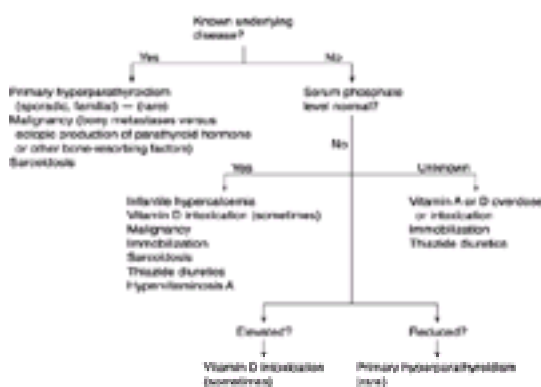 Known underlying
disease?
Yes
No
Primary hyperparathyroidism
(sporadic, familial) — (rare)
Malignancy (bony metastases versus
ectopic production of parathyroid hormone
or other bone-resorbing factors)
Sarcoidosis
Serum phosphate
level normal?
No
Yes
Unknown
Infantile hypercalcemia
Vitamin D intoxication (sometimes)
Malignancy
Immobilization
Sarcoidosis
Thiazide diuretics
Hypervitaminosis A
Vitamin A or D overdose
or intoxication
Immobilization
Thiazide diuretics
Elevated?
Reduced?
Vitamin D intoxication
(sometimes)
Primary hyperparathyroidism
(rare)